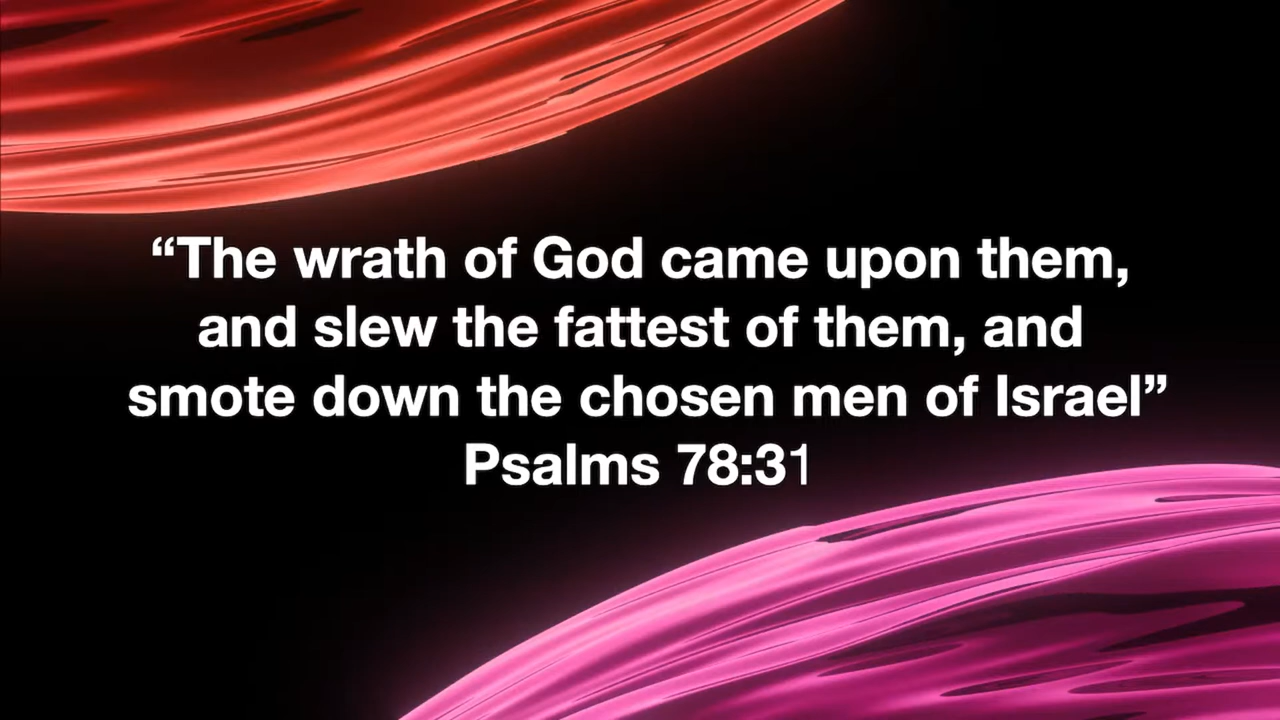 “The wrath of God came upon them,
and slew the fattest of them, and
smote down the chosen men of Israel”
Psalms 78:31